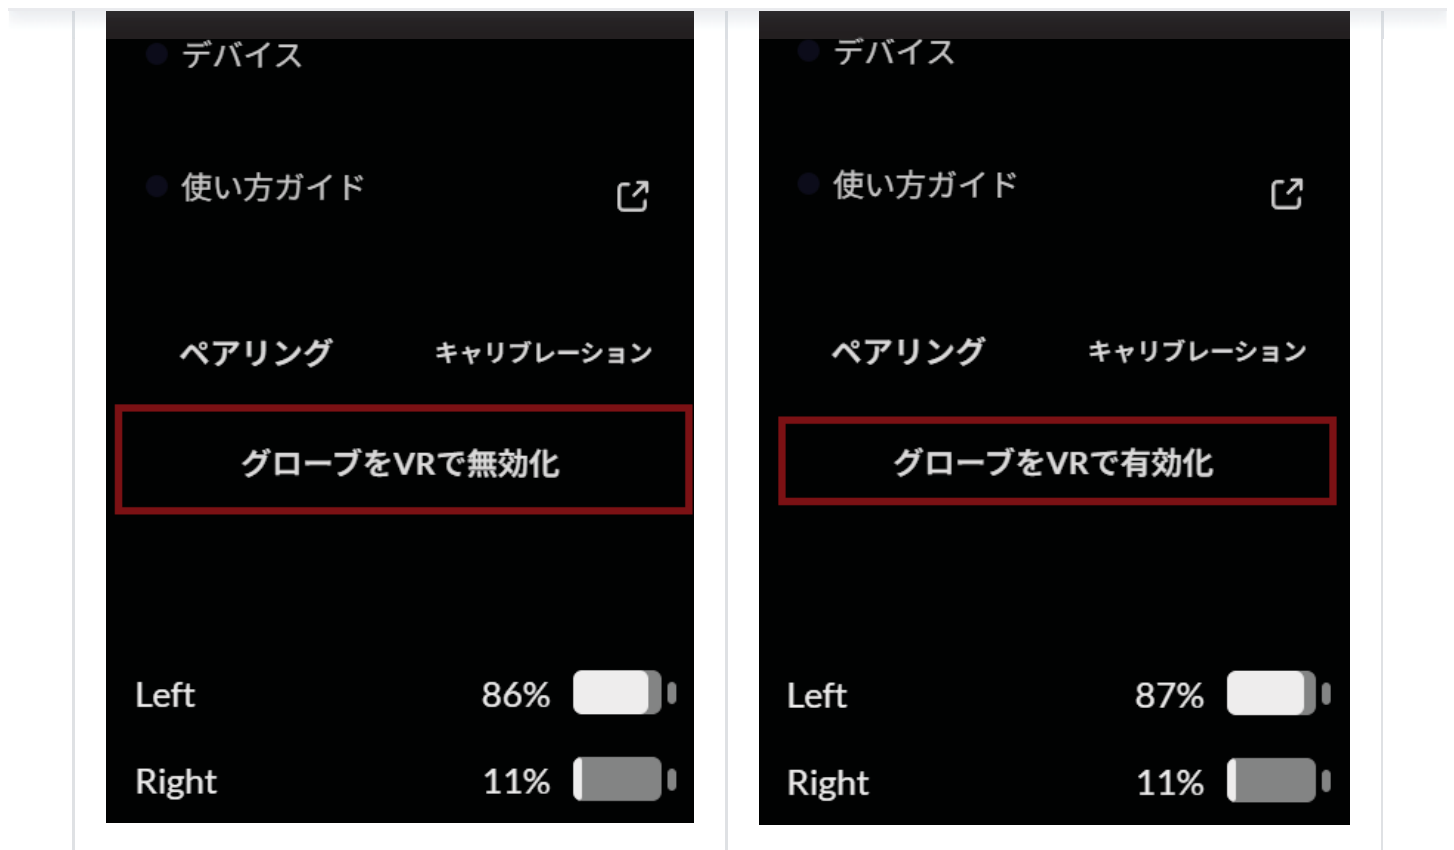 デバイス
使い方ガイド
ペアリング キャリブレーション
グローブをVRで無効化
Left 86%
Right 11%
デバイス
使い方ガイド
ペアリング キャリブレーション
グローブをVRで有効化
Left 87%
Right 11%